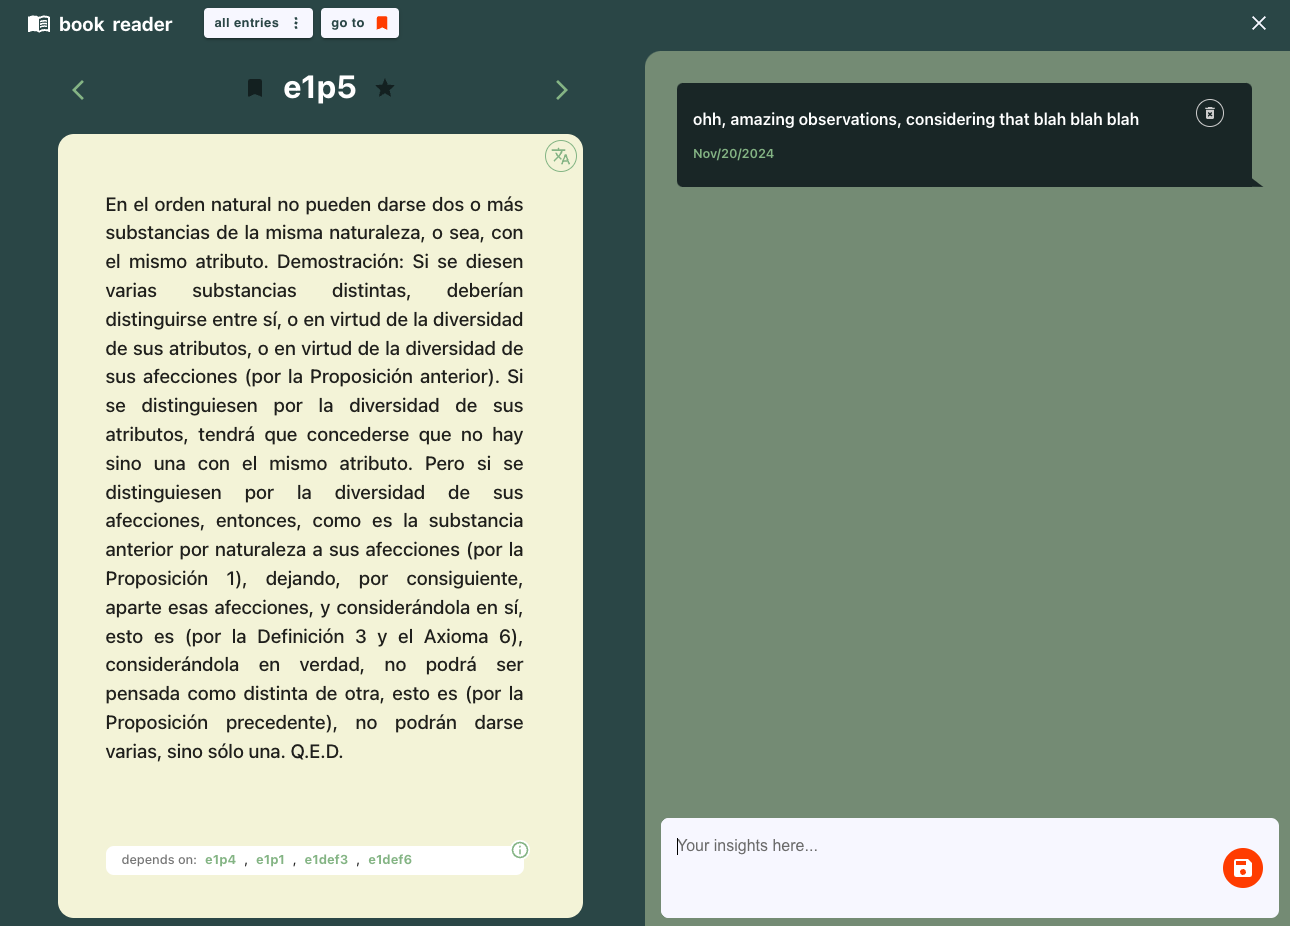 book reader
all entries
go to
e1p5
En el orden natural no pueden darse dos o más
substancias de la misma naturaleza, o sea, con
el mismo atributo. Demostración: Si se diesen
varias substancias distintas, deberían
distinguirse entre sí, o en virtud de la diversidad
de sus atributos, o en virtud de la diversidad de
sus afecciones (por la Proposición anterior). Si
se distinguiesen por la diversidad de sus
atributos, tendrá que concederse que no hay
sino una con el mismo atributo. Pero si se
distinguiesen por la diversidad de sus
afecciones, entonces, como es la substancia
anterior por naturaleza a sus afecciones (por la
Proposición 1), dejando, por consiguiente,
aparte esas afecciones, y considerándola en sí,
esto es (por la Definición 3 y el Axioma 6),
considerándola en verdad, no podrá ser
pensada como distinta de otra, esto es (por la
Proposición precedente), no podrán darse
varias, sino sólo una. Q.E.D.
depends on: e1p4 , e1p1 , e1def3 , e1def6
ohh, amazing observations, considering that blah blah blah
Nov/20/2024
Your insights here...